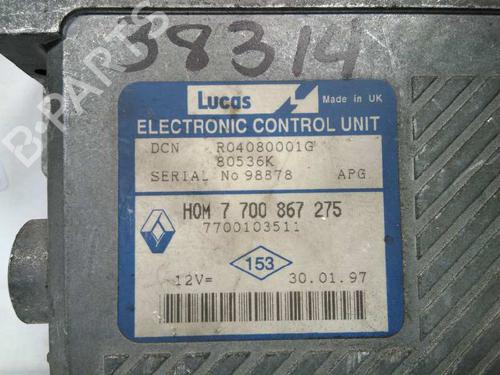 38314
B-PARTS
Lucas
Made in UK
ELECTRONIC CONTROL UNIT
DCN R04080001G
80536K
SERIAL No 98878 APG
HOM 7 700 867 275
7700103511
153
12V= 30.01.97